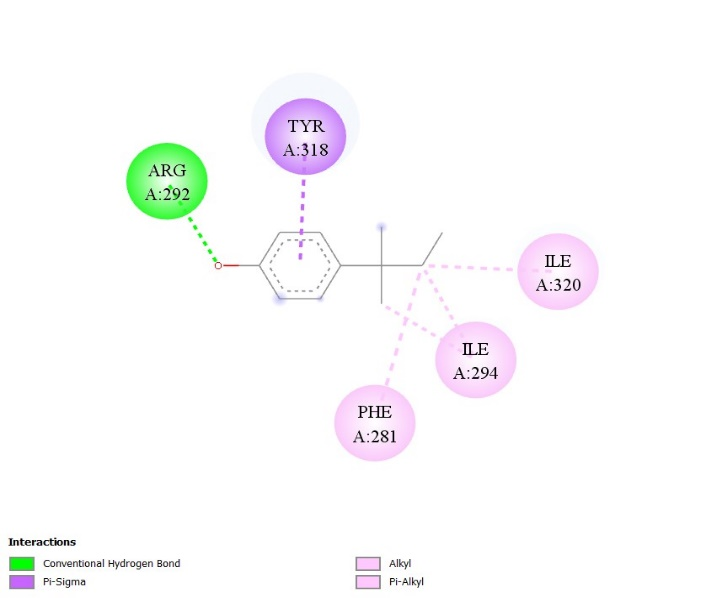 TYR
A:318
ARG
A:292
O
ILE
A:320
ILE
A:294
PHE
A:281
Interactions
Conventional Hydrogen Bond
Pi-Sigma
Alkyl
Pi-Alkyl